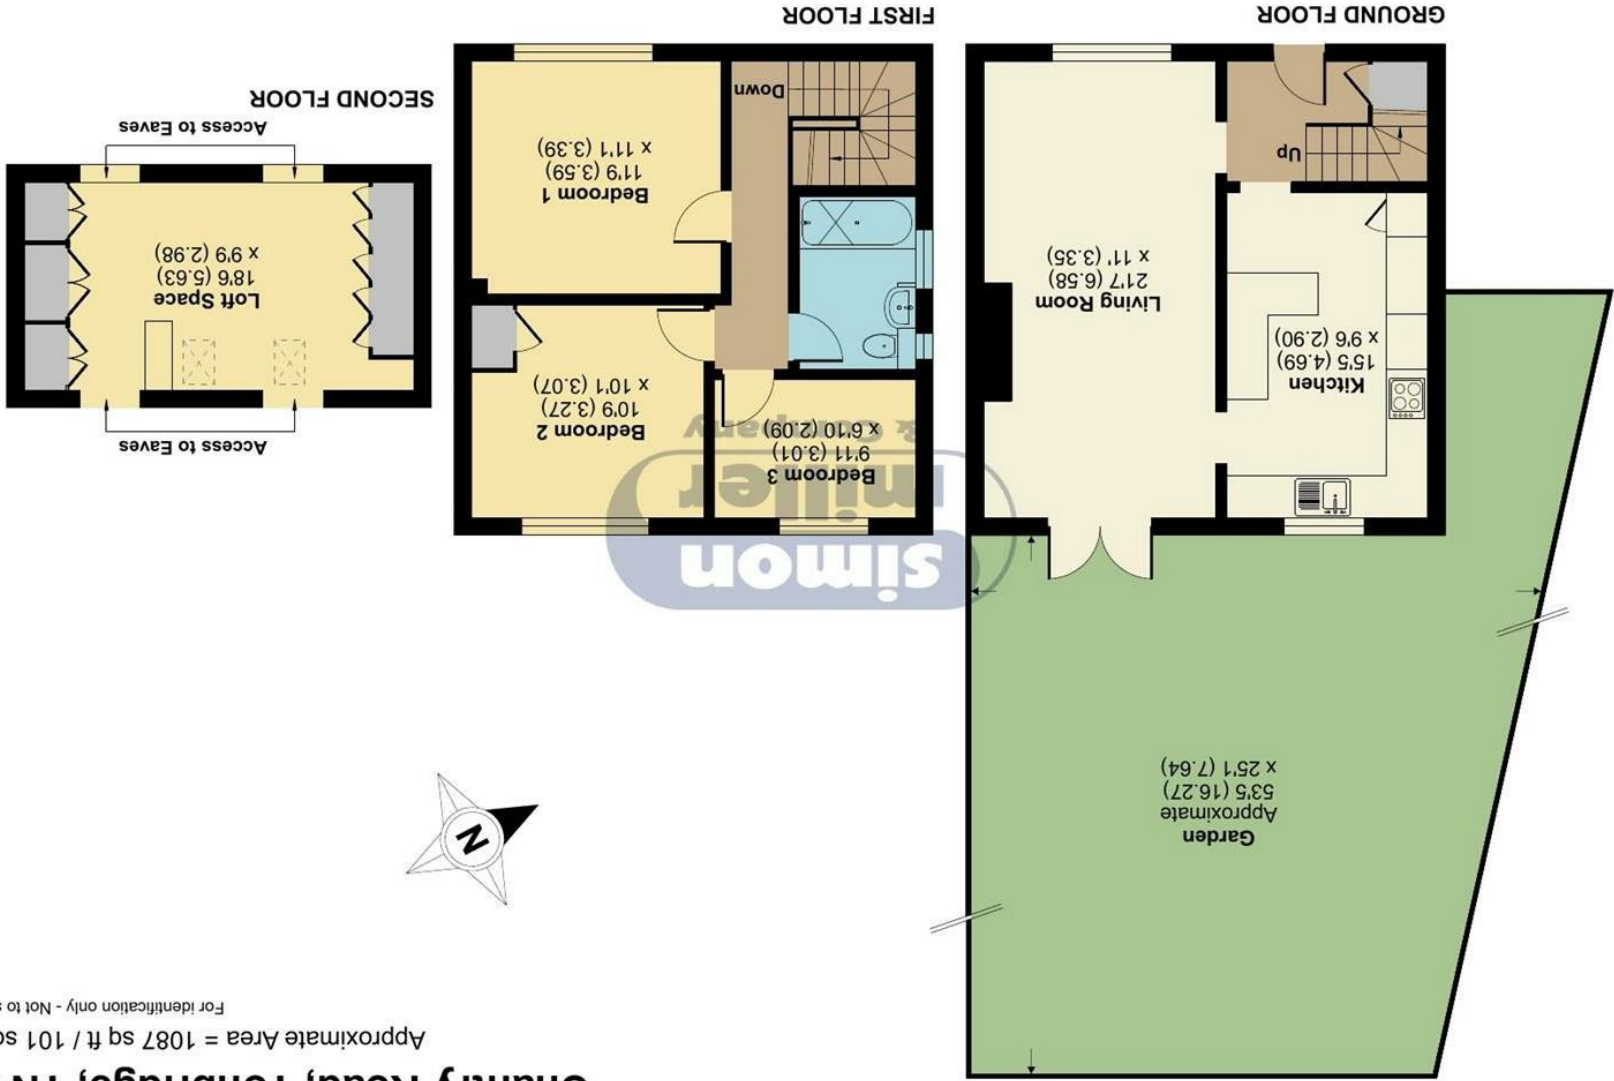 Chantry Road, Tonbridge, TN
Approximate Area = 1087 sq ft / 101 sq
For identification only - Not to s
N
Garden
Approximate
53'5 (16.27)
x 25'1 (7.64)
Kitchen
15'5 (4.69)
x 9'6 (2.90)
Living Room
21'7 (6.58)
x 11' (3.35)
Up
GROUND FLOOR
simon
miller
& Company
Bedroom 3
9'11 (3.01)
x 6'10 (2.09)
Bedroom 2
10'9 (3.27)
x 10'1 (3.07)
Bedroom 1
11'9 (3.59)
x 11'1 (3.39)
Down
FIRST FLOOR
Access to Eaves
Loft Space
18'6 (5.63)
x 9'9 (2.98)
Access to Eaves
SECOND FLOOR